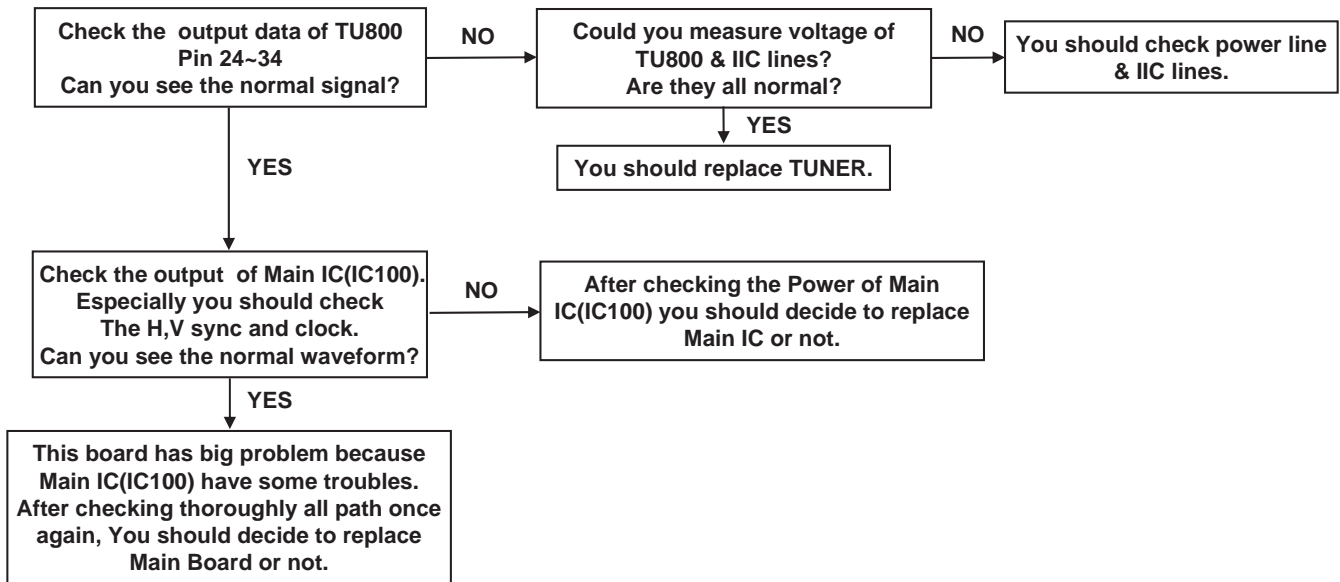 Check the output data of TU800
Pin 24~34
Can you see the normal signal?
NO
Could you measure voltage of
TU800 & IIC lines?
Are they all normal?
NO
You should check power line
& IIC lines.
YES
You should replace TUNER.
YES
Check the output of Main IC(IC100).
Especially you should check
The H,V sync and clock.
Can you see the normal waveform?
NO
After checking the Power of Main
IC(IC100) you should decide to replace
Main IC or not.
YES
This board has big problem because
Main IC(IC100) have some troubles.
After checking thoroughly all path once
again, You should decide to replace
Main Board or not.